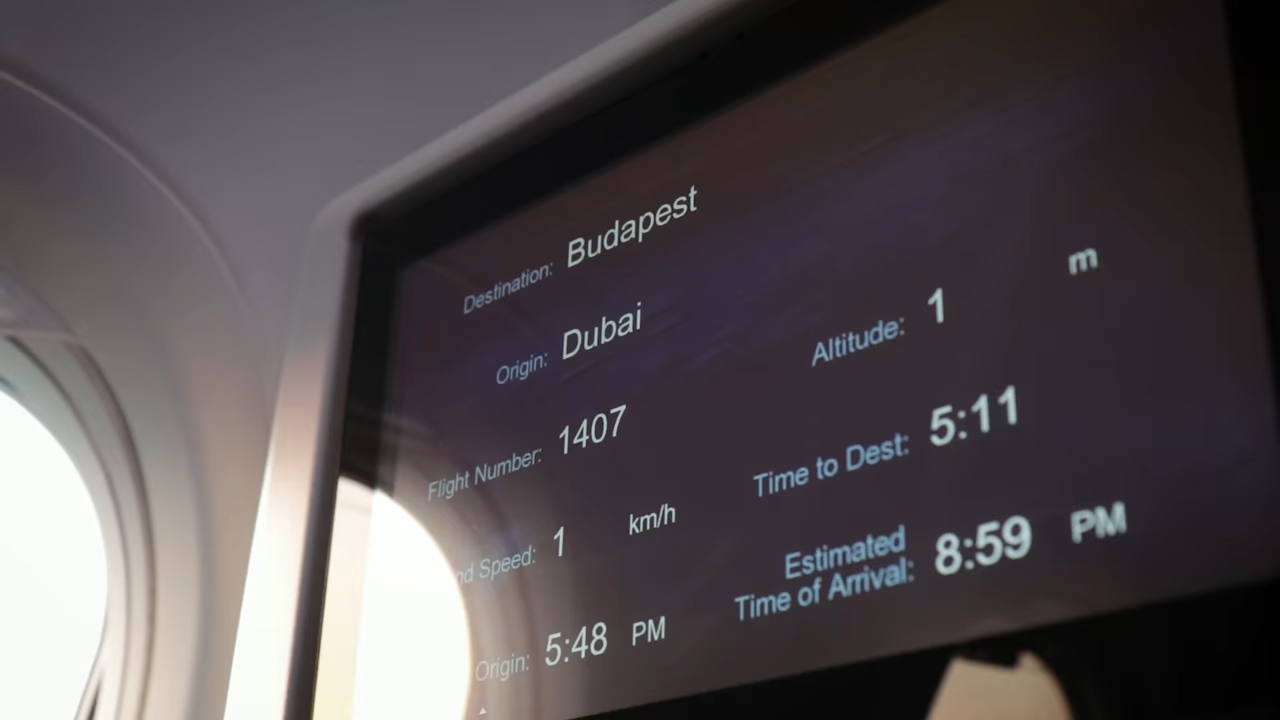 Destination: Budapest
Origin: Dubai
Flight Number: 1407
nd Speed: 1 km/h
Origin: 5:48 PM
Altitude: 1 m
Time to Dest: 5:11
Estimated
Time of Arrival: 8:59 PM